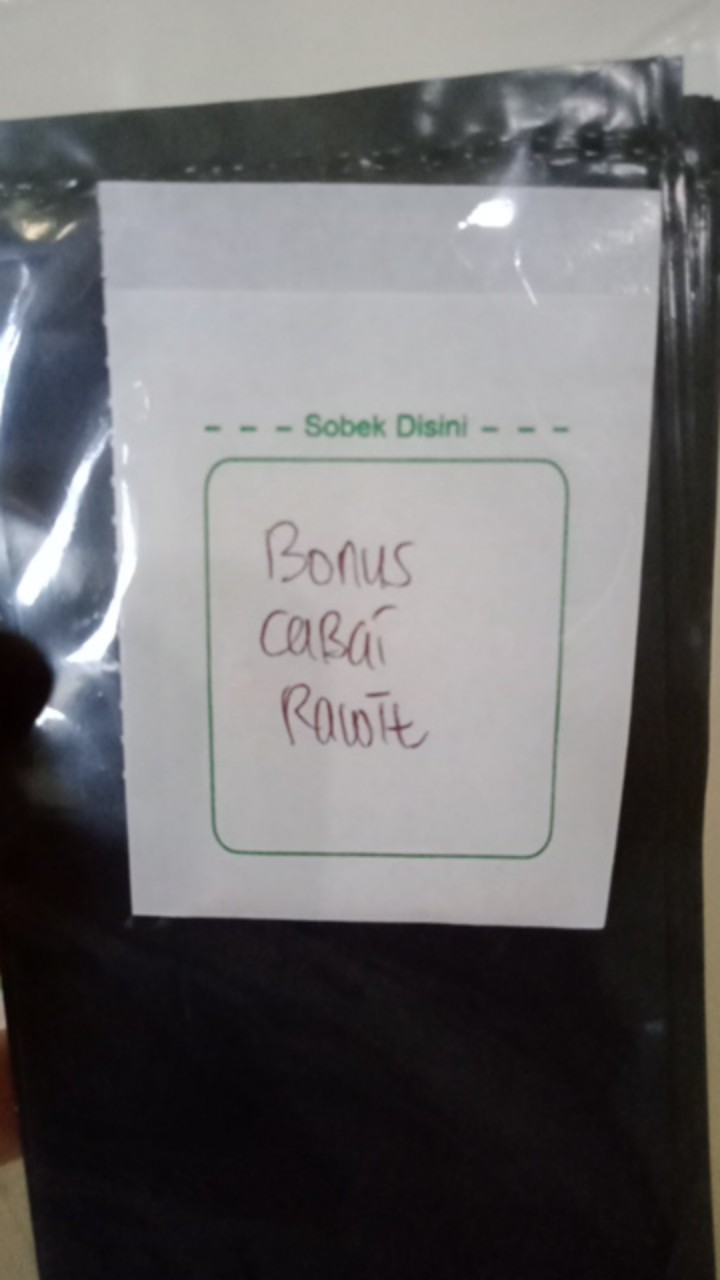 - - - Sobek Disini - - -
Bonus
CaBai
Rawit